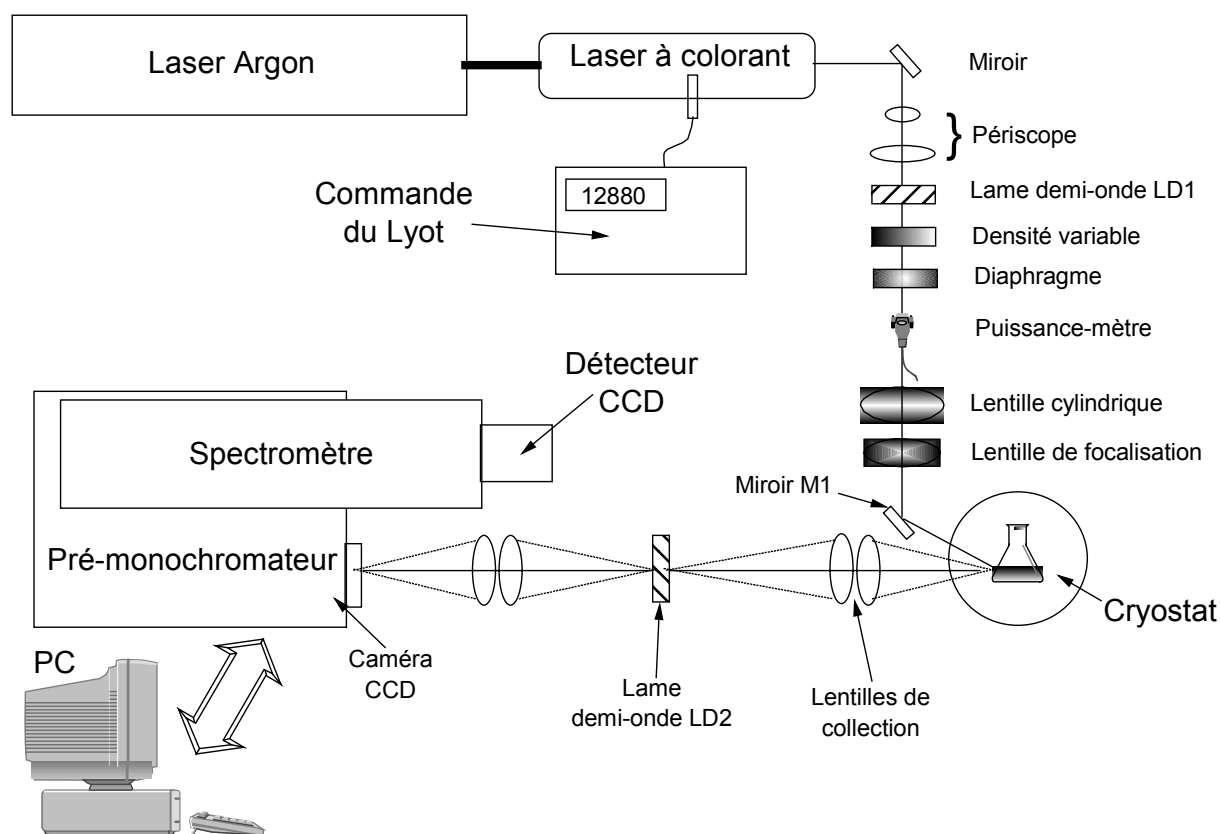 Laser Argon
Laser à colorant
Miroir
}
Périscope
Commande
du Lyot
12880
Lame demi-onde LD1
Densité variable
Diaphragme
Puissance-mètre
Détecteur
CCD
Lentille cylindrique
Spectromètre
Lentille de focalisation
Miroir M1
Pré-monochromateur
Cryostat
PC
Caméra
CCD
Lame
demi-onde LD2
Lentilles de
collection